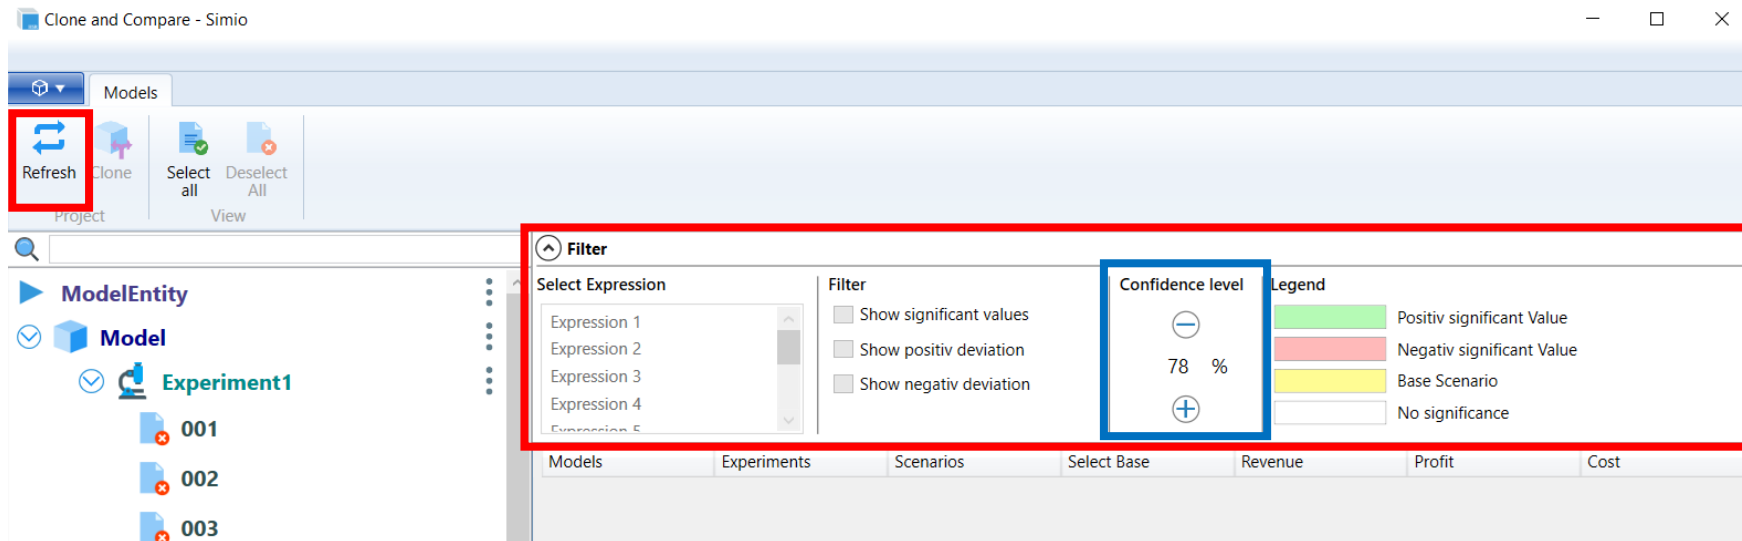 Clone and Compare - Simio
Models
Refresh
Clone
Select all
Deselect All
Project
View
Filter
ModelEntity
Model
Experiment1
001
002
003
Select Expression
Expression 1
Expression 2
Expression 3
Expression 4
Expression 5
Filter
Show significant values
Show positiv deviation
Show negativ deviation
Confidence level
78 %
Legend
Positiv significant Value
Negativ significant Value
Base Scenario
No significance
Models Experiments Scenarios Select Base Revenue Profit Cost